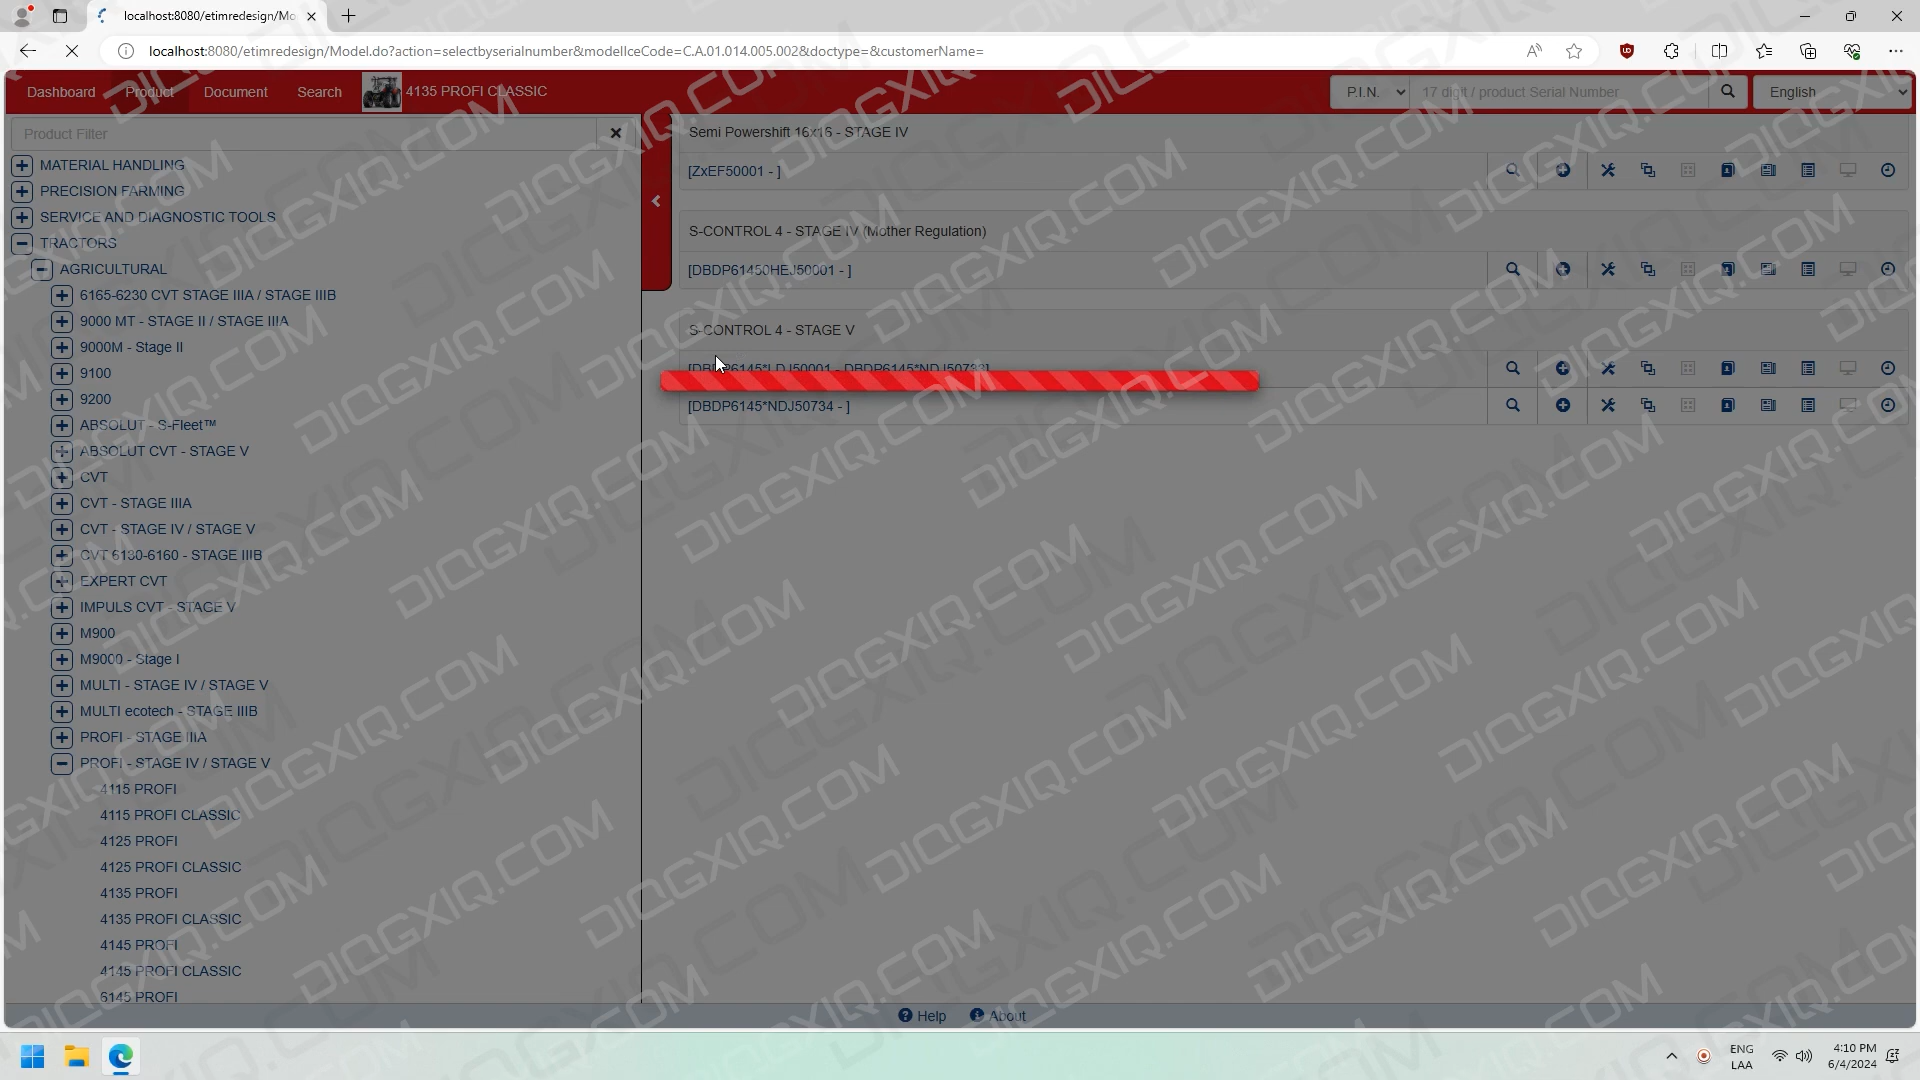 localhost:8080/etimredesign/Mo
localhost:8080/etimredesign/Model.do?action=selectbyserialnumber&modelIceCode=C.A.01.014.005.002&doctype=&customerName=
Dashboard Product Document Search 4135 PROFI CLASSIC P.I.N. 17 digit / product Serial Number English
Product Filter
MATERIAL HANDLING
PRECISION FARMING
SERVICE AND DIAGNOSTIC TOOLS
TRACTORS
AGRICULTURAL
6165-6230 CVT STAGE IIIA / STAGE IIIB
9000 MT - STAGE II / STAGE IIIA
9000M - Stage II
9100
9200
ABSOLUT - S-Fleet™
ABSOLUT CVT - STAGE V
CVT
CVT - STAGE IIIA
CVT - STAGE IV / STAGE V
CVT 6130-6160 - STAGE IIIB
EXPERT CVT
IMPULS CVT - STAGE V
M900
M9000 - Stage I
MULTI - STAGE IV / STAGE V
MULTI ecotech - STAGE IIIB
PROFI - STAGE IIIA
PROFI - STAGE IV / STAGE V
4115 PROFI
4115 PROFI CLASSIC
4125 PROFI
4125 PROFI CLASSIC
4135 PROFI
4135 PROFI CLASSIC
4145 PROFI
4145 PROFI CLASSIC
6145 PROFI
Semi Powershift 16x16 - STAGE IV
[ZxEF50001 - ]
S-CONTROL 4 - STAGE IV (Mother Regulation)
[DBDP61450HEJ50001 - ]
S-CONTROL 4 - STAGE V
[DBDP6145*LDJ50001 - DBDP6145*NDJ50733]
[DBDP6145*NDJ50734 - ]
Help About
ENG
LAA
4:10 PM
6/4/2024
DIAGXIQ.COM